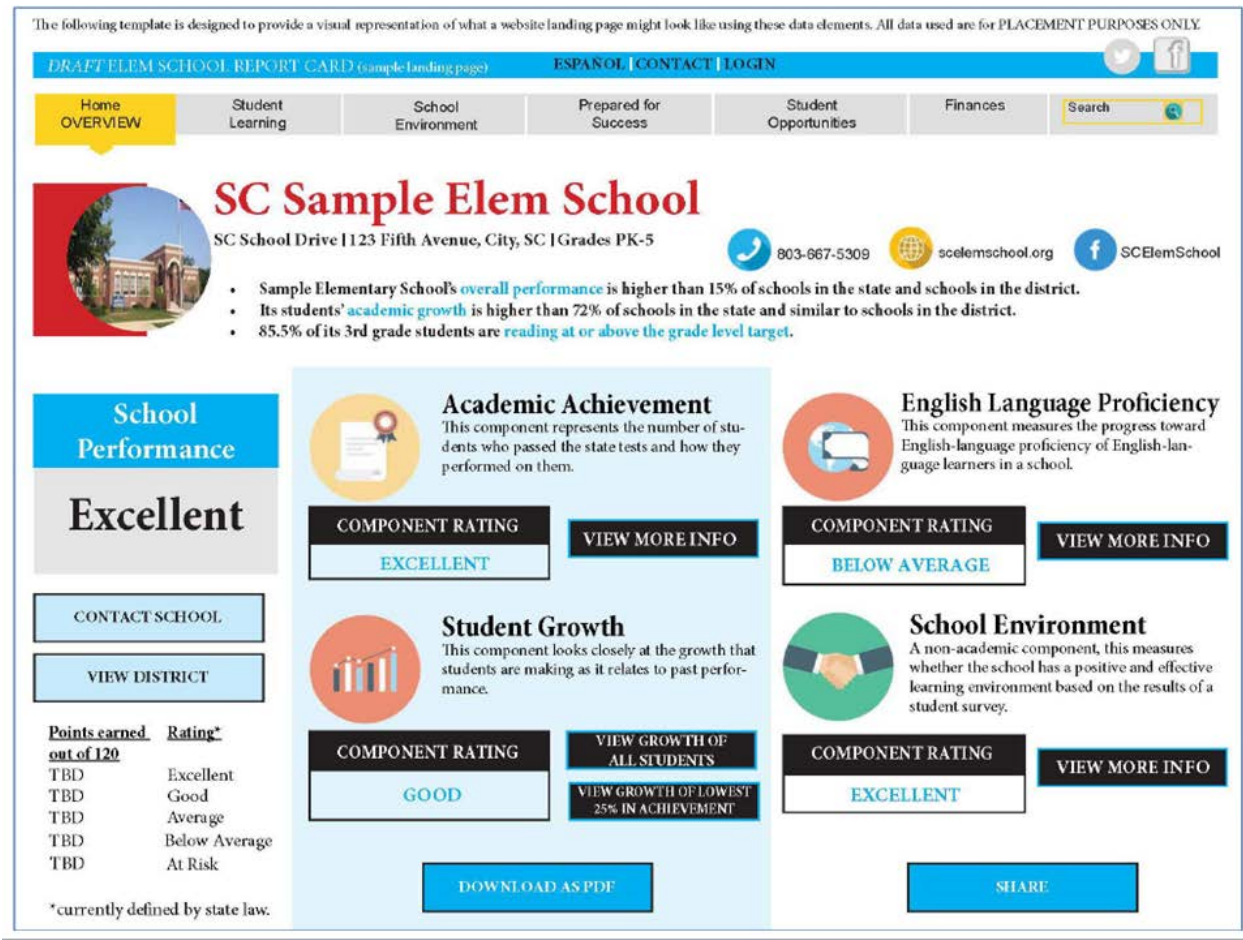 The following template is designed to provide a visual representation of what a website landing page might look like using these data elements. All data used are for PLACEMENT PURPOSES ONLY.
DRAFT ELEM SCHOOL REPORT CARD (sample landing page) ESPAÑOL | CONTACT | LOGIN
Home
OVERVIEW
Student
Learning
School
Environment
Prepared for
Success
Student
Opportunities
Finances
Search
SC Sample Elem School
SC School Drive | 123 Fifth Avenue, City, SC | Grades PK-5
803-667-5309
scelemschool.org
SCElemSchool
• Sample Elementary School's overall performance is higher than 15% of schools in the state and schools in the district.
• Its students' academic growth is higher than 72% of schools in the state and similar to schools in the district.
• 85.5% of its 3rd grade students are reading at or above the grade level target.
School
Performance
Excellent
CONTACT SCHOOL
VIEW DISTRICT
Points earned Rating*
out of 120
TBD Excellent
TBD Good
TBD Average
TBD Below Average
TBD At Risk
*currently defined by state law.
Academic Achievement
This component represents the number of stu-
dents who passed the state tests and how they
performed on them.
COMPONENT RATING
EXCELLENT
VIEW MORE INFO
English Language Proficiency
This component measures the progress toward
English-language proficiency of English-lan-
guage learners in a school.
COMPONENT RATING
BELOW AVERAGE
VIEW MORE INFO
Student Growth
This component looks closely at the growth that
students are making as it relates to past perfor-
mance.
COMPONENT RATING
GOOD
VIEW GROWTH OF
ALL STUDENTS
VIEW GROWTH OF LOWEST
25% IN ACHIEVEMENT
School Environment
A non-academic component, this measures
whether the school has a positive and effective
learning environment based on the results of a
student survey.
COMPONENT RATING
EXCELLENT
VIEW MORE INFO
DOWNLOAD AS PDF
SHARE